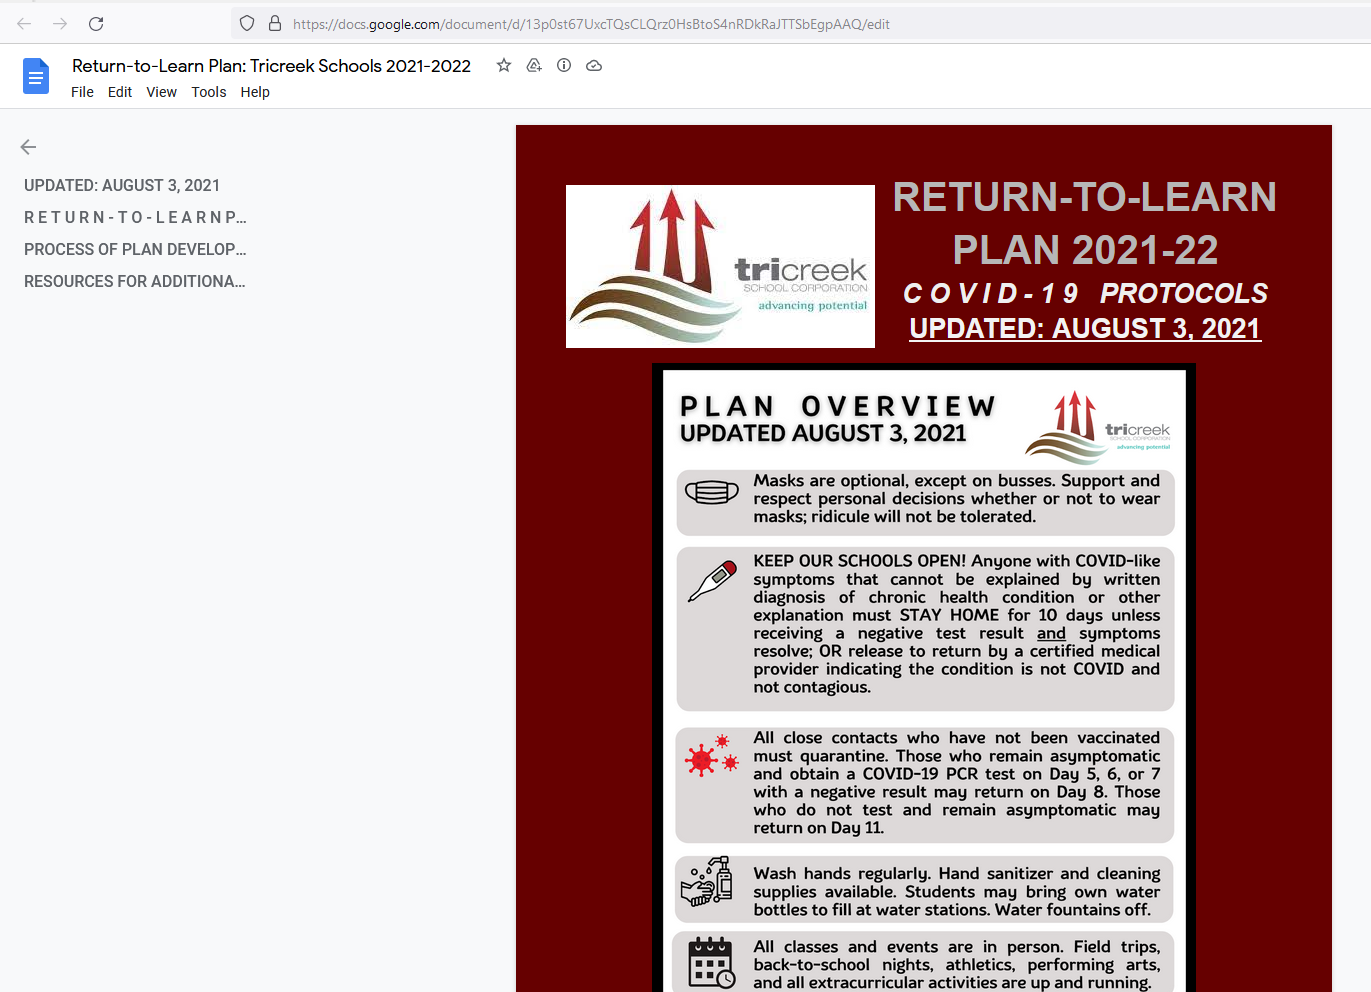 https://docs.google.com/document/d/13p0st67UxcTQsCLQrz0HsBtoS4nRDkRaJTTSbEgpAAQ/edit
Return-to-Learn Plan: Tricreek Schools 2021-2022
File Edit View Tools Help
UPDATED: AUGUST 3, 2021
R E T U R N - T O - L E A R N P...
PROCESS OF PLAN DEVELOP...
RESOURCES FOR ADDITIONA...
tricreek
SCHOOL CORPORATION
advancing potential
RETURN-TO-LEARN
PLAN 2021-22
C O V I D - 1 9 PROTOCOLS
UPDATED: AUGUST 3, 2021
PLAN OVERVIEW
UPDATED AUGUST 3, 2021
tricreek
SCHOOL CORPORATION
advancing potential
Masks are optional, except on busses. Support and
respect personal decisions whether or not to wear
masks; ridicule will not be tolerated.
KEEP OUR SCHOOLS OPEN! Anyone with COVID-like
symptoms that cannot be explained by written
diagnosis of chronic health condition or other
explanation must STAY HOME for 10 days unless
receiving a negative test result and symptoms
resolve; OR release to return by a certified medical
provider indicating the condition is not COVID and
not contagious.
All close contacts who have not been vaccinated
must quarantine. Those who remain asymptomatic
and obtain a COVID-19 PCR test on Day 5, 6, or 7
with a negative result may return on Day 8. Those
who do not test and remain asymptomatic may
return on Day 11.
Wash hands regularly. Hand sanitizer and cleaning
supplies available. Students may bring own water
bottles to fill at water stations. Water fountains off.
All classes and events are in person. Field trips,
back-to-school nights, athletics, performing arts,
and all extracurricular activities are up and running.